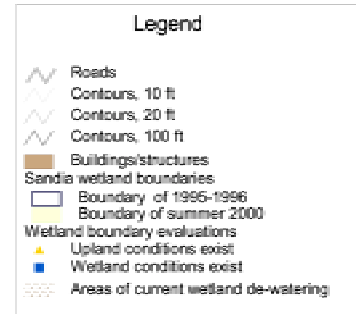 Legend
Roads
Contours, 10 ft
Contours, 20 ft
Contours, 100 ft
Buildings/structures
Sandia wetland boundaries
Boundary of 1995-1996
Boundary of summer 2000
Wetland boundary evaluations
Upland conditions exist
Wetland conditions exist
Areas of current wetland de-watering